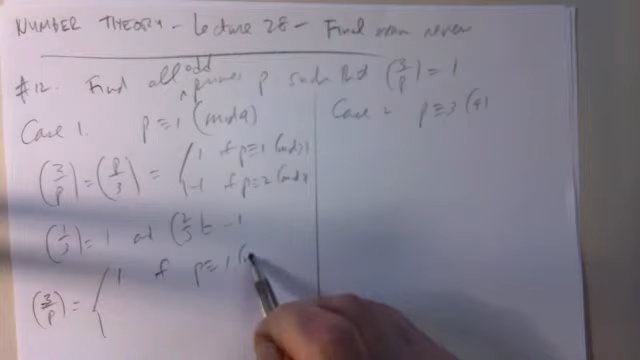 NUMBER THEORY - Lecture 28 - Final exam review
#12. Find all odd primes p such that (3/p) = 1
Case 1. p ≡ 1 (mod 4)
(3/p) = (p/3) = { 1 if p ≡ 1 (mod 3)
-1 if p ≡ 2 (mod 3)
(1/3) = 1 and (2/3) = -1
(3/p) = { 1 if p ≡ 1 (
Case 2 p ≡ 3 (4)